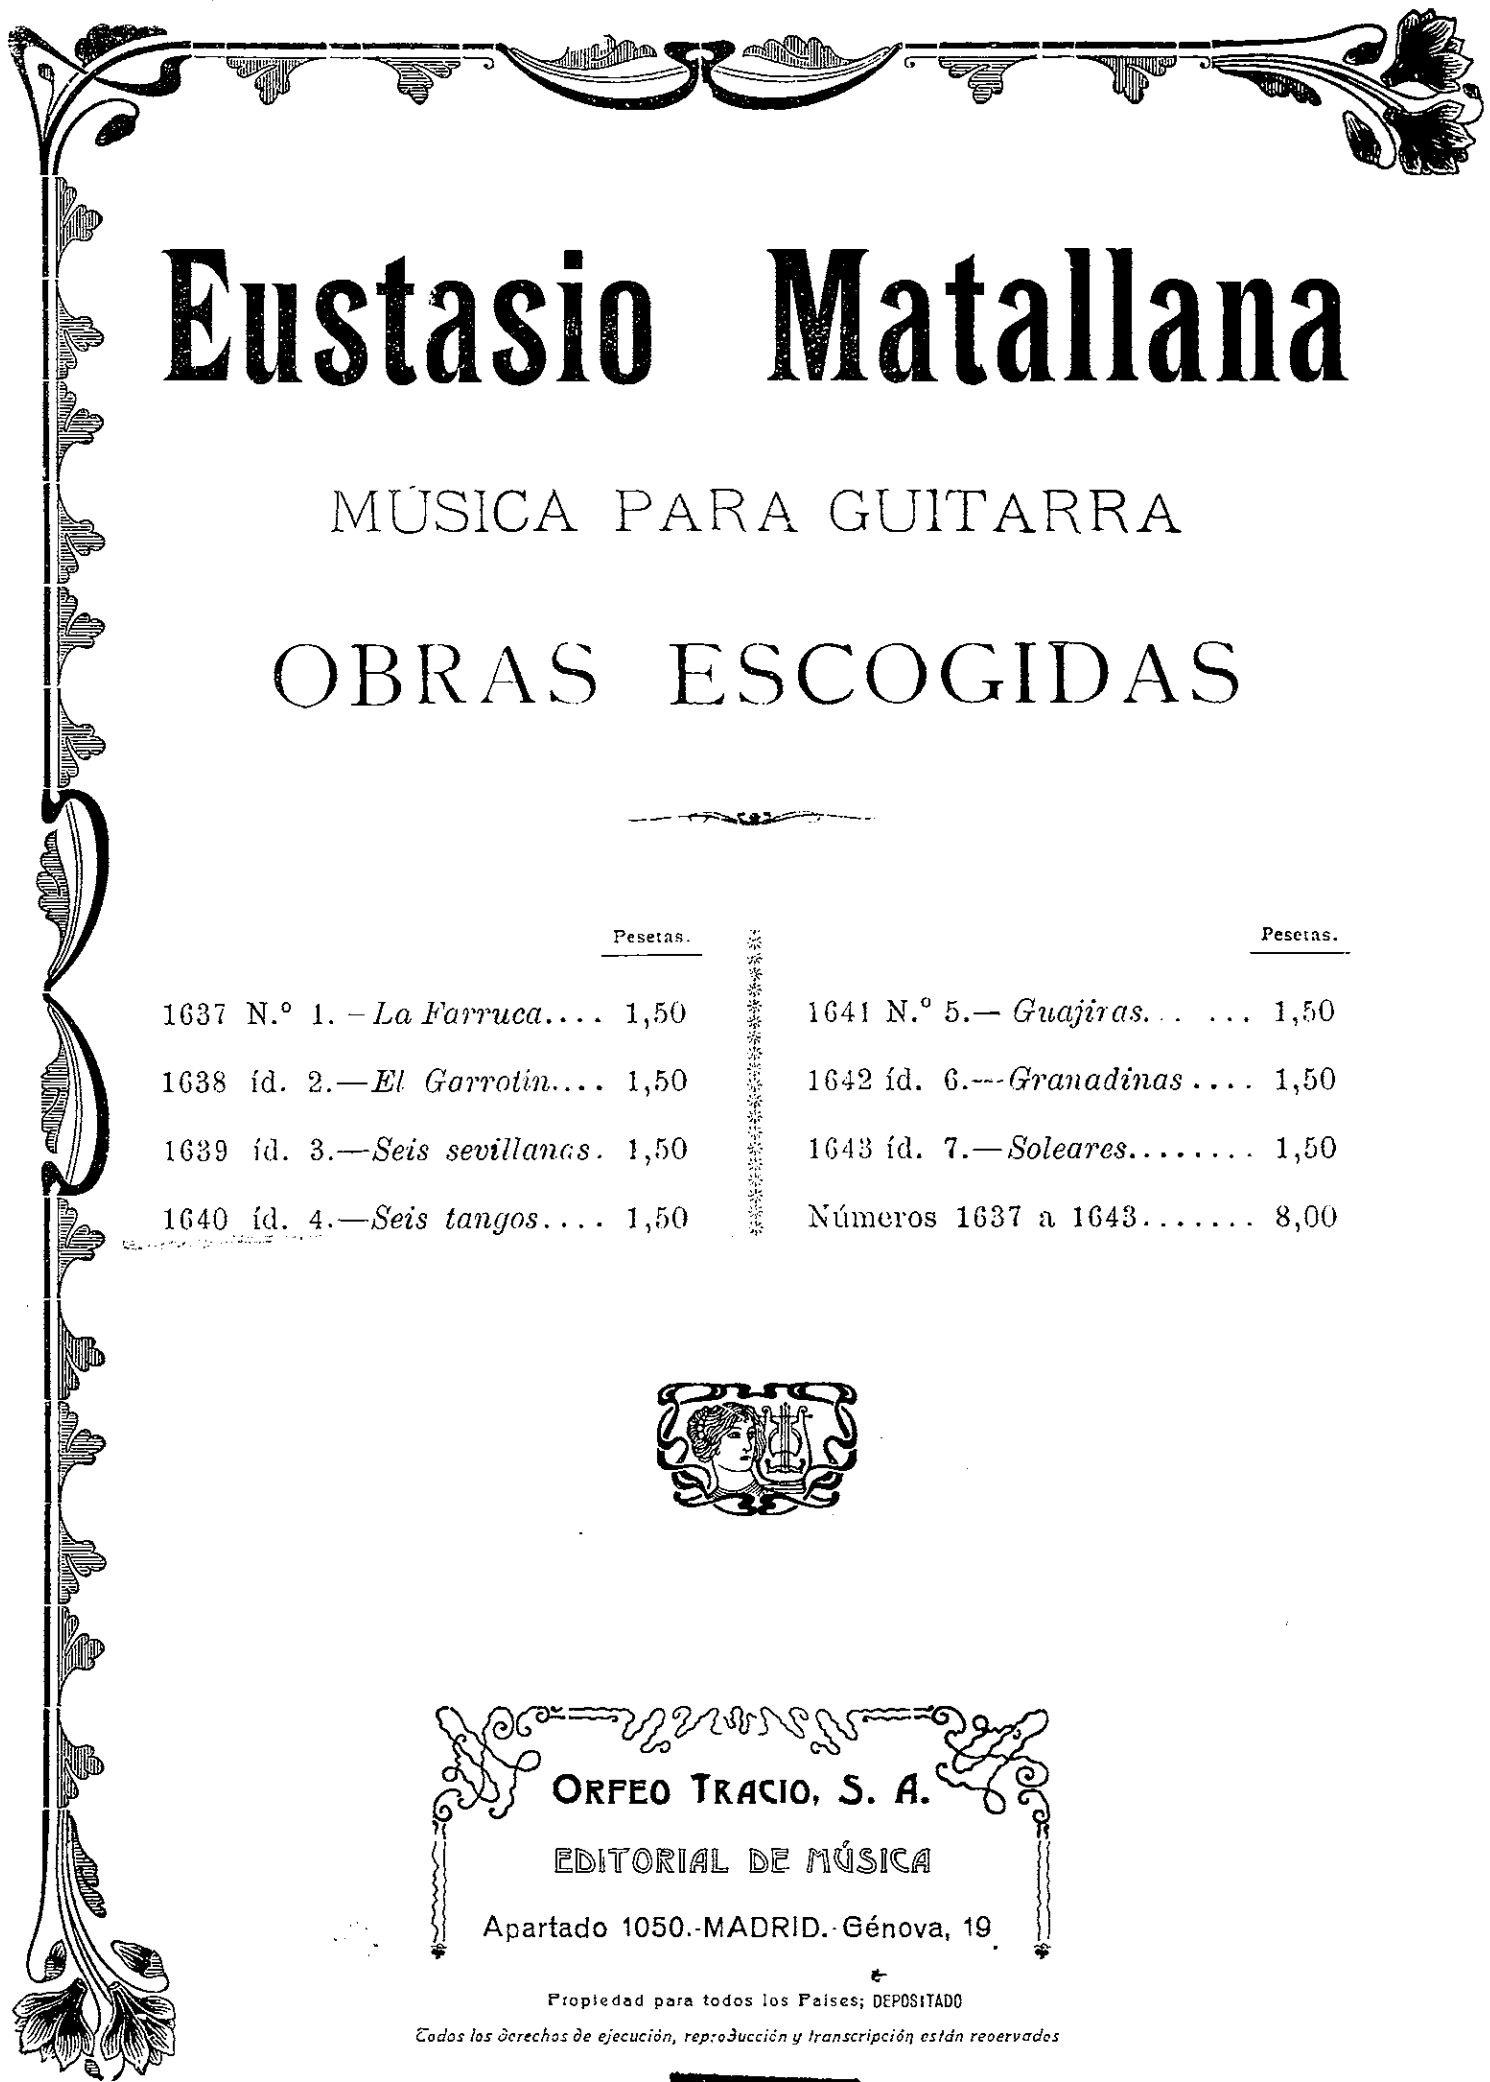 Eustasio Matallana
MÚSICA PARA GUITARRA
OBRAS ESCOGIDAS
Pesetas.
1637 N.º 1. – La Farruca.... 1,50
1638 íd. 2.—El Garrotín.... 1,50
1639 íd. 3.—Seis sevillanas. 1,50
1640 íd. 4.—Seis tangos.... 1,50
Pesetas.
1641 N.º 5.— Guajiras. . . ... 1,50
1642 íd. 6.—Granadinas .... 1,50
1643 íd. 7.—Soleares........ 1,50
Números 1637 a 1643....... 8,00
ORFEO TRACIO, S. A.
EDITORIAL DE MÚSICA
Apartado 1050.-MADRID.-Génova, 19
Propiedad para todos los Países; DEPOSITADO
Todos los derechos de ejecución, reproducción y transcripción están reservados